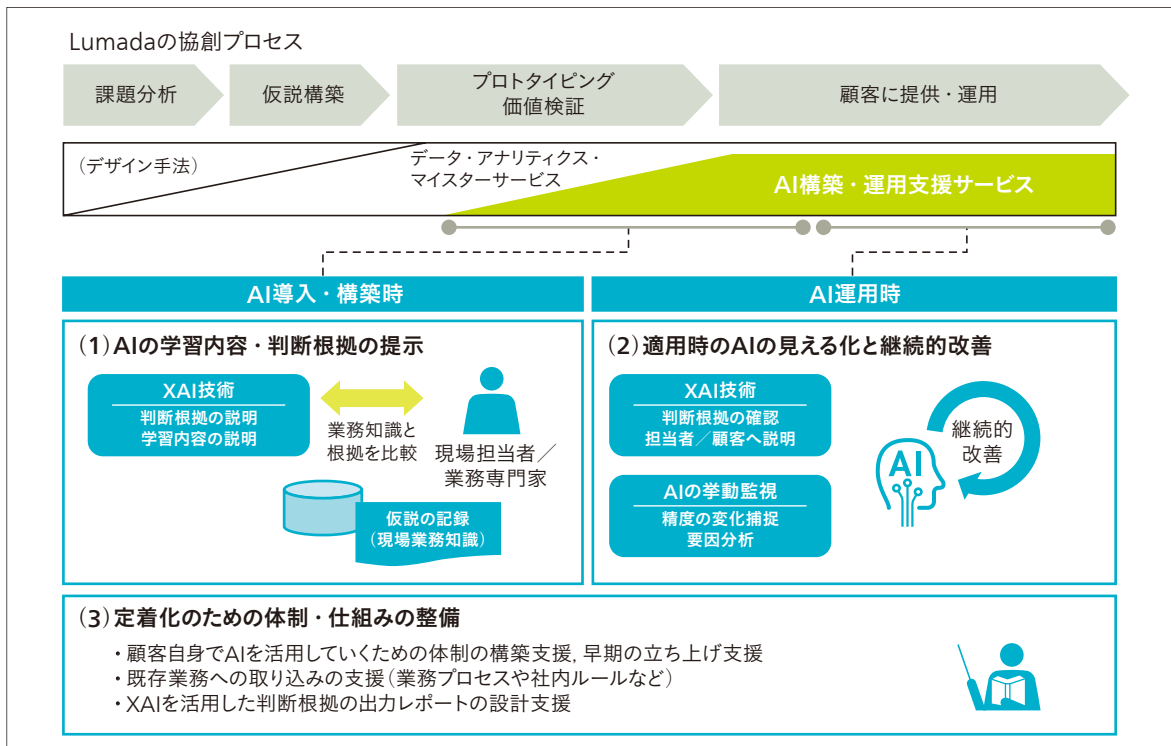 Lumadaの協創プロセス
課題分析
仮説構築
プロトタイピング
価値検証
顧客に提供・運用
(デザイン手法)
データ・アナリティクス・
マイスターサービス
AI構築・運用支援サービス
AI導入・構築時
AI運用時
(1)AIの学習内容・判断根拠の提示
XAI技術
判断根拠の説明
学習内容の説明
業務知識と
根拠を比較
現場担当者／
業務専門家
仮説の記録
(現場業務知識)
(2)適用時のAIの見える化と継続的改善
XAI技術
判断根拠の確認
担当者／顧客へ説明
AIの挙動監視
精度の変化捕捉
要因分析
AI
継続的
改善
(3)定着化のための体制・仕組みの整備
・顧客自身でAIを活用していくための体制の構築支援, 早期の立ち上げ支援
・既存業務への取り込みの支援(業務プロセスや社内ルールなど)
・XAIを活用した判断根拠の出力レポートの設計支援